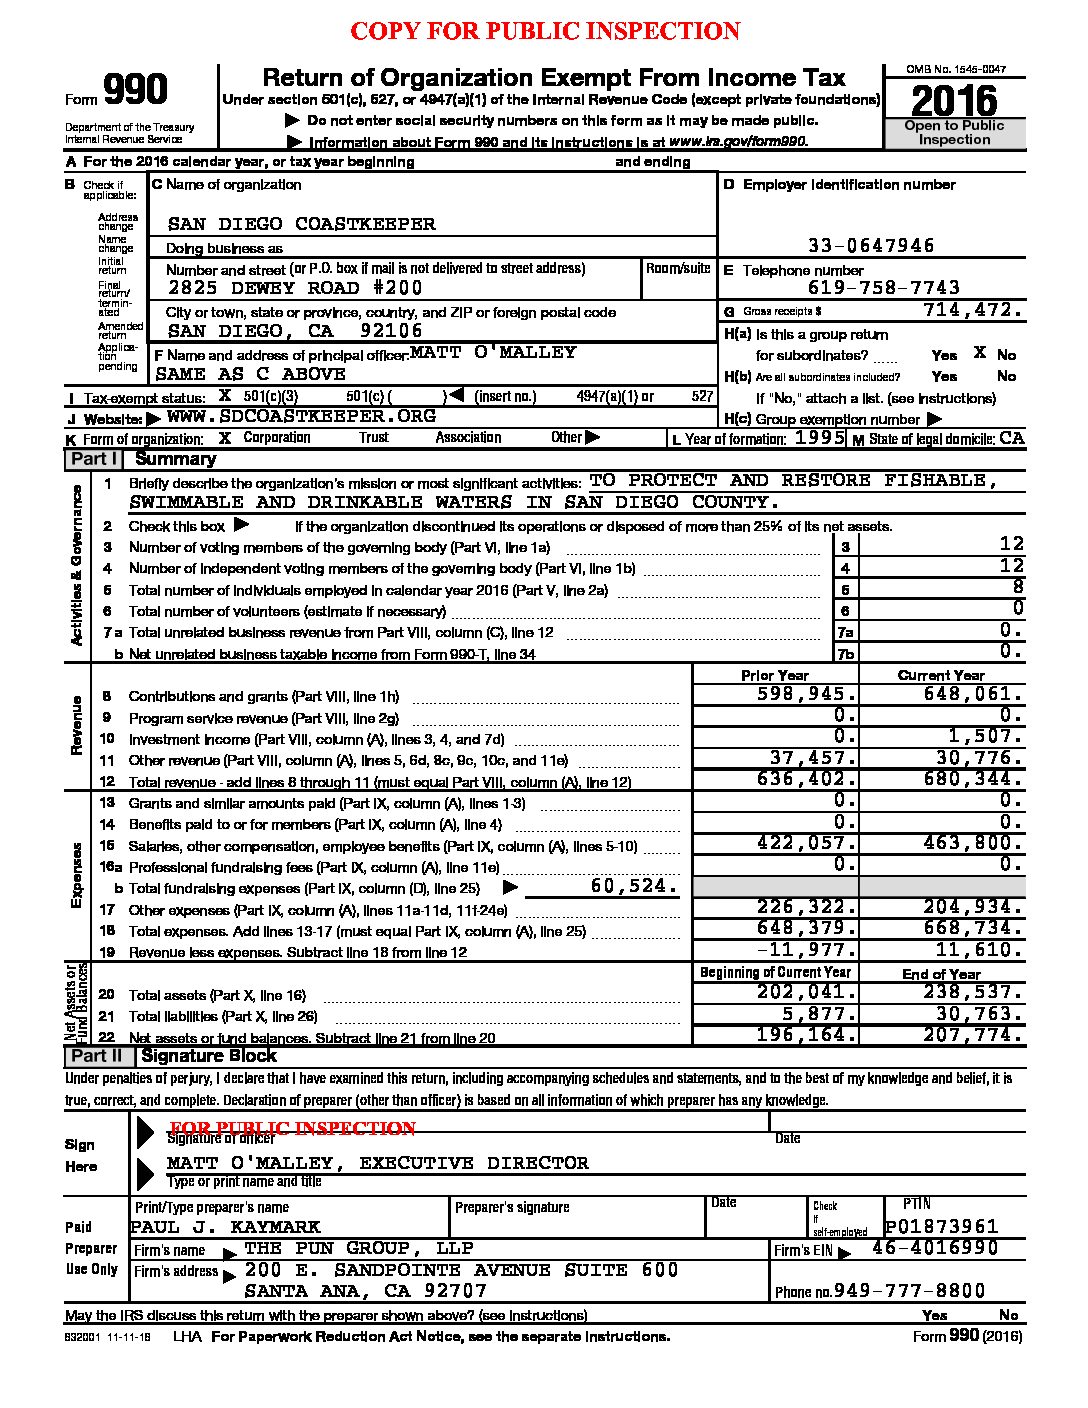 COPY FOR PUBLIC INSPECTION
Form 990
Return of Organization Exempt From Income Tax
OMB No. 1545-0047
Under section 501(c), 527, or 4947(a)(1) of the Internal Revenue Code (except private foundations)
2016
Department of the Treasury
Internal Revenue Service
▶ Do not enter social security numbers on this form as it may be made public.
▶ Information about Form 990 and its instructions is at www.irs.gov/form990.
Open to Public
Inspection
A For the 2016 calendar year, or tax year beginning and ending
B Check if applicable:
Address change
Name change
Initial return
Final return/terminated
Amended return
Application pending
C Name of organization
SAN DIEGO COASTKEEPER
Doing business as
Number and street (or P.O. box if mail is not delivered to street address) Room/suite
2825 DEWEY ROAD #200
City or town, state or province, country, and ZIP or foreign postal code
SAN DIEGO, CA 92106
F Name and address of principal officer: MATT O'MALLEY
SAME AS C ABOVE
D Employer identification number
33-0647946
E Telephone number
619-758-7743
G Gross receipts $ 714,472.
H(a) Is this a group return
for subordinates? ...... Yes X No
H(b) Are all subordinates included? Yes No
If "No," attach a list. (see instructions)
H(c) Group exemption number ▶
I Tax-exempt status: X 501(c)(3) 501(c) ( ) ◀ (insert no.) 4947(a)(1) or 527
J Website: ▶ WWW.SDCOASTKEEPER.ORG
K Form of organization: X Corporation Trust Association Other ▶
L Year of formation: 1995 M State of legal domicile: CA
Part I Summary
Activities & Governance
1 Briefly describe the organization's mission or most significant activities: TO PROTECT AND RESTORE FISHABLE,
SWIMMABLE AND DRINKABLE WATERS IN SAN DIEGO COUNTY.
2 Check this box ▶ if the organization discontinued its operations or disposed of more than 25% of its net assets.
3 Number of voting members of the governing body (Part VI, line 1a) 3 12
4 Number of independent voting members of the governing body (Part VI, line 1b) 4 12
5 Total number of individuals employed in calendar year 2016 (Part V, line 2a) 5 8
6 Total number of volunteers (estimate if necessary) 6 0
7a Total unrelated business revenue from Part VIII, column (C), line 12 7a 0.
b Net unrelated business taxable income from Form 990-T, line 34 7b 0.
Prior Year Current Year
Revenue
8 Contributions and grants (Part VIII, line 1h) 598,945. 648,061.
9 Program service revenue (Part VIII, line 2g) 0. 0.
10 Investment income (Part VIII, column (A), lines 3, 4, and 7d) 0. 1,507.
11 Other revenue (Part VIII, column (A), lines 5, 6d, 8c, 9c, 10c, and 11e) 37,457. 30,776.
12 Total revenue - add lines 8 through 11 (must equal Part VIII, column (A), line 12) 636,402. 680,344.
Expenses
13 Grants and similar amounts paid (Part IX, column (A), lines 1-3) 0. 0.
14 Benefits paid to or for members (Part IX, column (A), line 4) 0. 0.
15 Salaries, other compensation, employee benefits (Part IX, column (A), lines 5-10) 422,057. 463,800.
16a Professional fundraising fees (Part IX, column (A), line 11e) 0. 0.
b Total fundraising expenses (Part IX, column (D), line 25) ▶ 60,524.
17 Other expenses (Part IX, column (A), lines 11a-11d, 11f-24e) 226,322. 204,934.
18 Total expenses. Add lines 13-17 (must equal Part IX, column (A), line 25) 648,379. 668,734.
19 Revenue less expenses. Subtract line 18 from line 12 -11,977. 11,610.
Net Assets or Fund Balances
Beginning of Current Year End of Year
20 Total assets (Part X, line 16) 202,041. 238,537.
21 Total liabilities (Part X, line 26) 5,877. 30,763.
22 Net assets or fund balances. Subtract line 21 from line 20 196,164. 207,774.
Part II Signature Block
Under penalties of perjury, I declare that I have examined this return, including accompanying schedules and statements, and to the best of my knowledge and belief, it is
true, correct, and complete. Declaration of preparer (other than officer) is based on all information of which preparer has any knowledge.
Sign
Here
FOR PUBLIC INSPECTION
Signature of officer Date
MATT O'MALLEY, EXECUTIVE DIRECTOR
Type or print name and title
Paid
Preparer
Use Only
Print/Type preparer's name Preparer's signature Date Check if self-employed PTIN
PAUL J. KAYMARK P01873961
Firm's name ▶ THE PUN GROUP, LLP Firm's EIN ▶ 46-4016990
Firm's address ▶ 200 E. SANDPOINTE AVENUE SUITE 600
SANTA ANA, CA 92707 Phone no. 949-777-8800
May the IRS discuss this return with the preparer shown above? (see instructions) Yes No
632001 11-11-16 LHA For Paperwork Reduction Act Notice, see the separate instructions. Form 990 (2016)